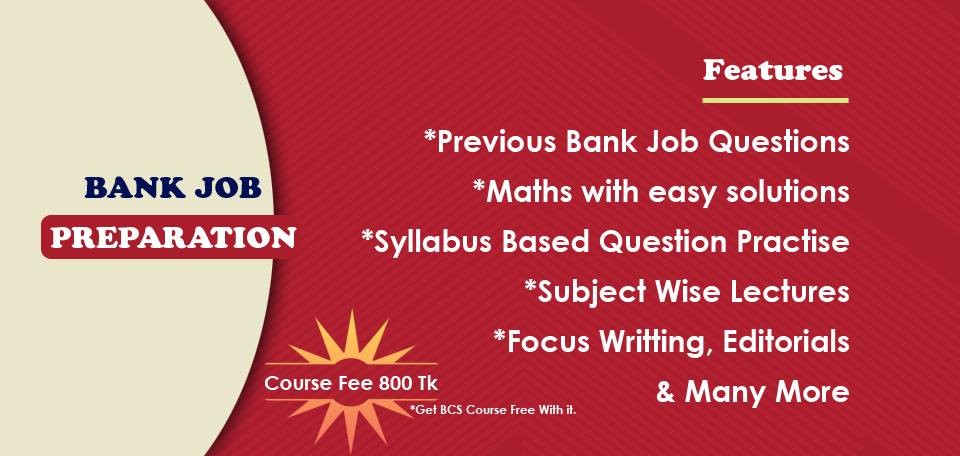 BANK JOB
PREPARATION
Course Fee 800 Tk
*Get BCS Course Free With it.
Features
*Previous Bank Job Questions
*Maths with easy solutions
*Syllabus Based Question Practise
*Subject Wise Lectures
*Focus Writting, Editorials
& Many More